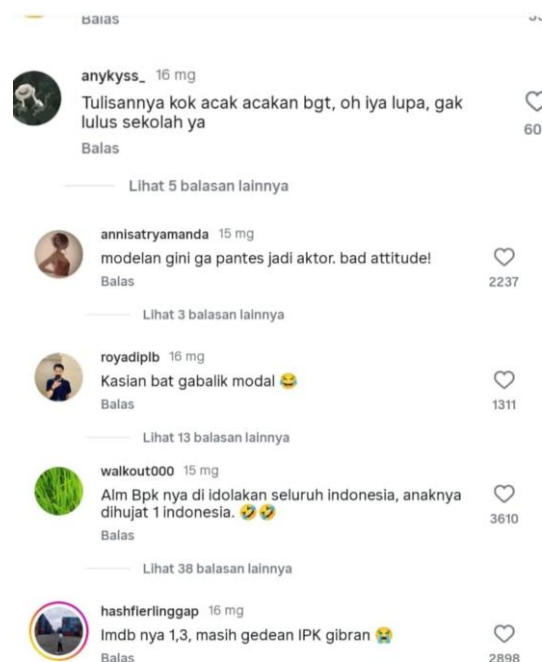 Balas
anykyss_ 16 mg
Tulisannya kok acak acakan bgt, oh iya lupa, gak
lulus sekolah ya
60
Balas
Lihat 5 balasan lainnya
annisatryamanda 15 mg
modelan gini ga pantes jadi aktor. bad attitude!
Balas
2237
Lihat 3 balasan lainnya
royadiplb 16 mg
Kasian bat gabalik modal 😂
Balas
1311
Lihat 13 balasan lainnya
walkout000 15 mg
Alm Bpk nya di idolakan seluruh indonesia, anaknya
dihujat 1 indonesia. 🤣🤣
3610
Balas
Lihat 38 balasan lainnya
hashfierlinggap 16 mg
Imdb nya 1,3, masih gedean IPK gibran 😭
Balas
2898